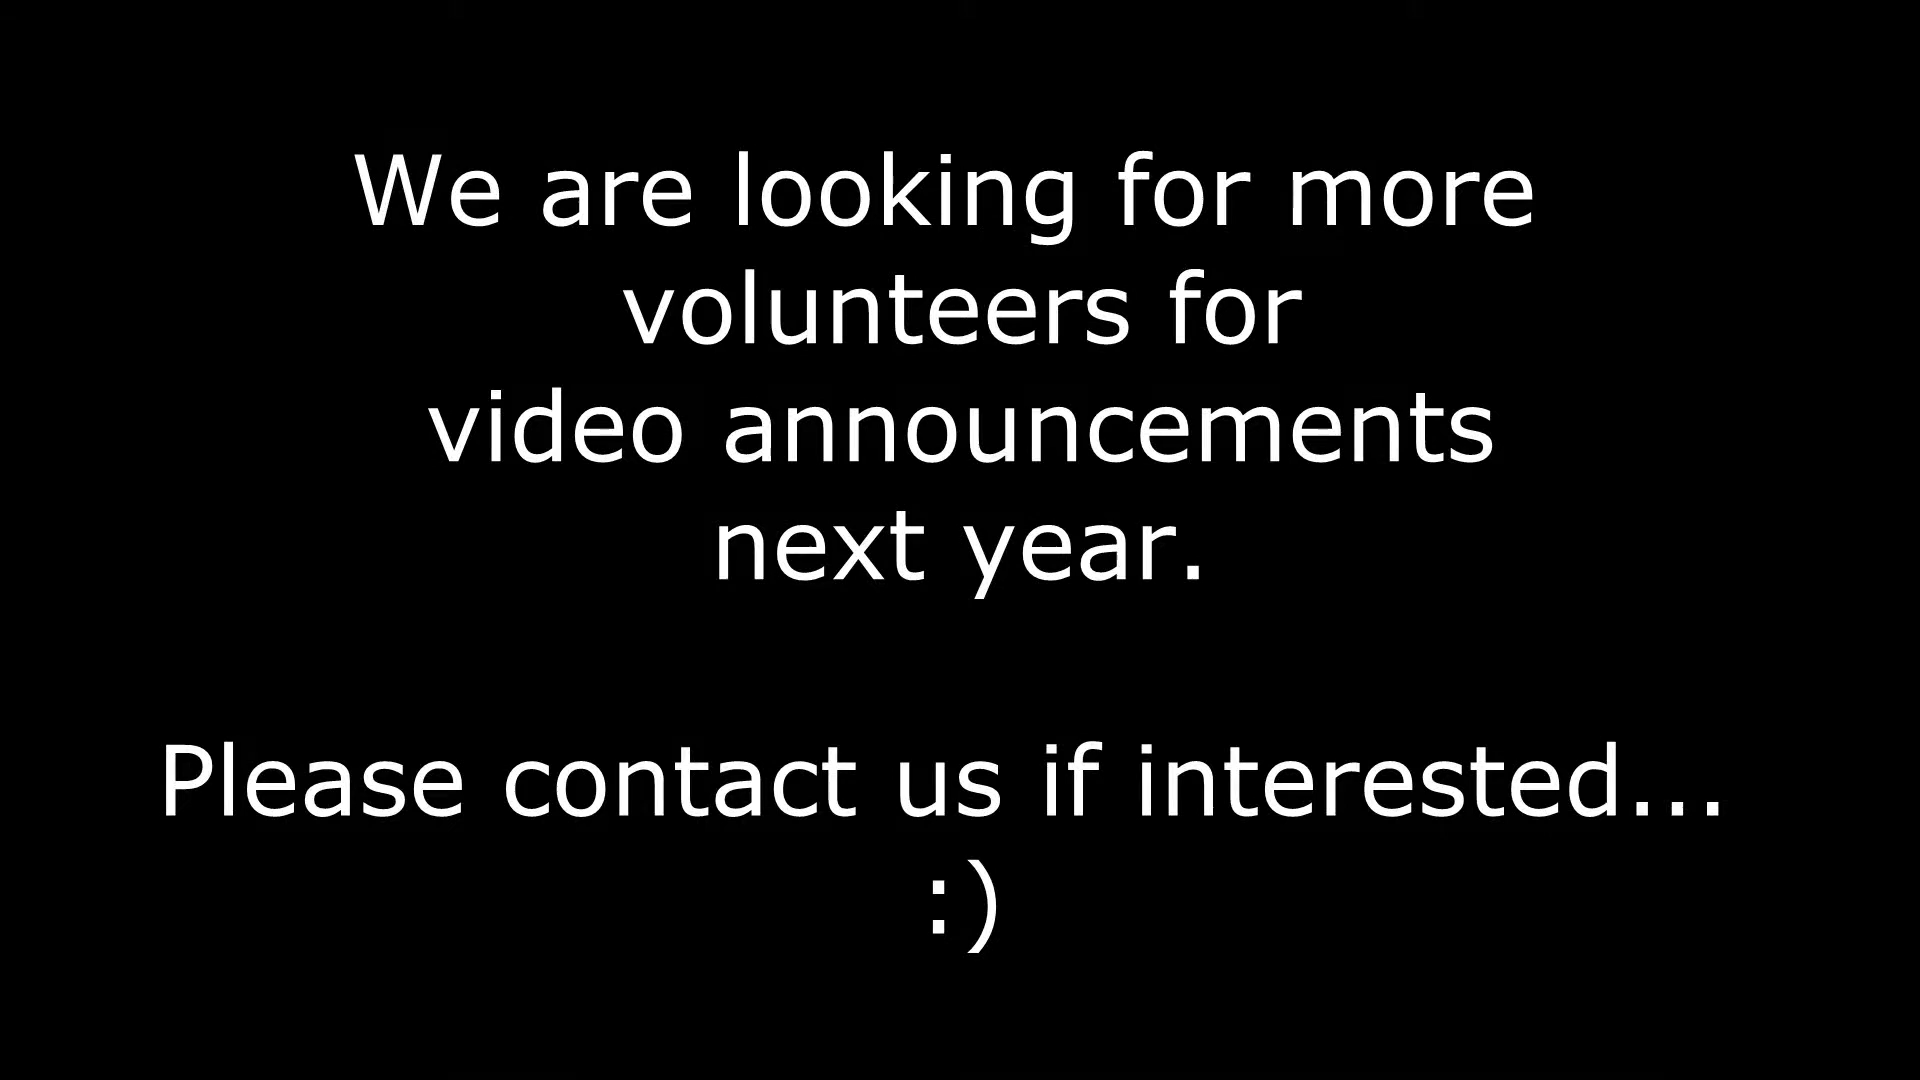 We are looking for more
volunteers for
video announcements
next year.
Please contact us if interested...
:)